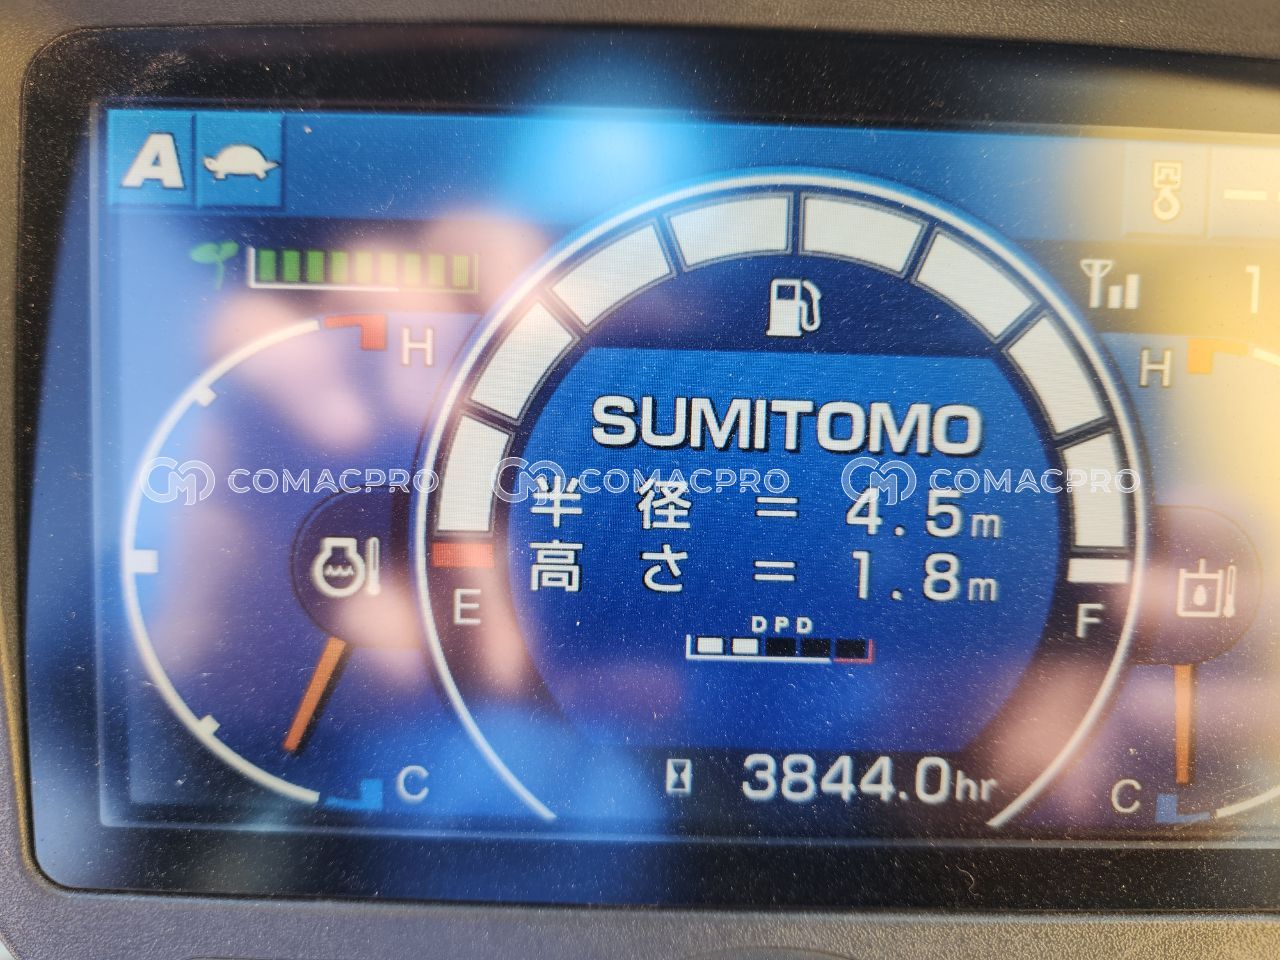 A
H
H
SUMITOMO
COMACPRO COMACPRO COMACPRO
半 径 = 4.5m
高 さ = 1.8m
E
F
DPD
C
3844.0hr
C